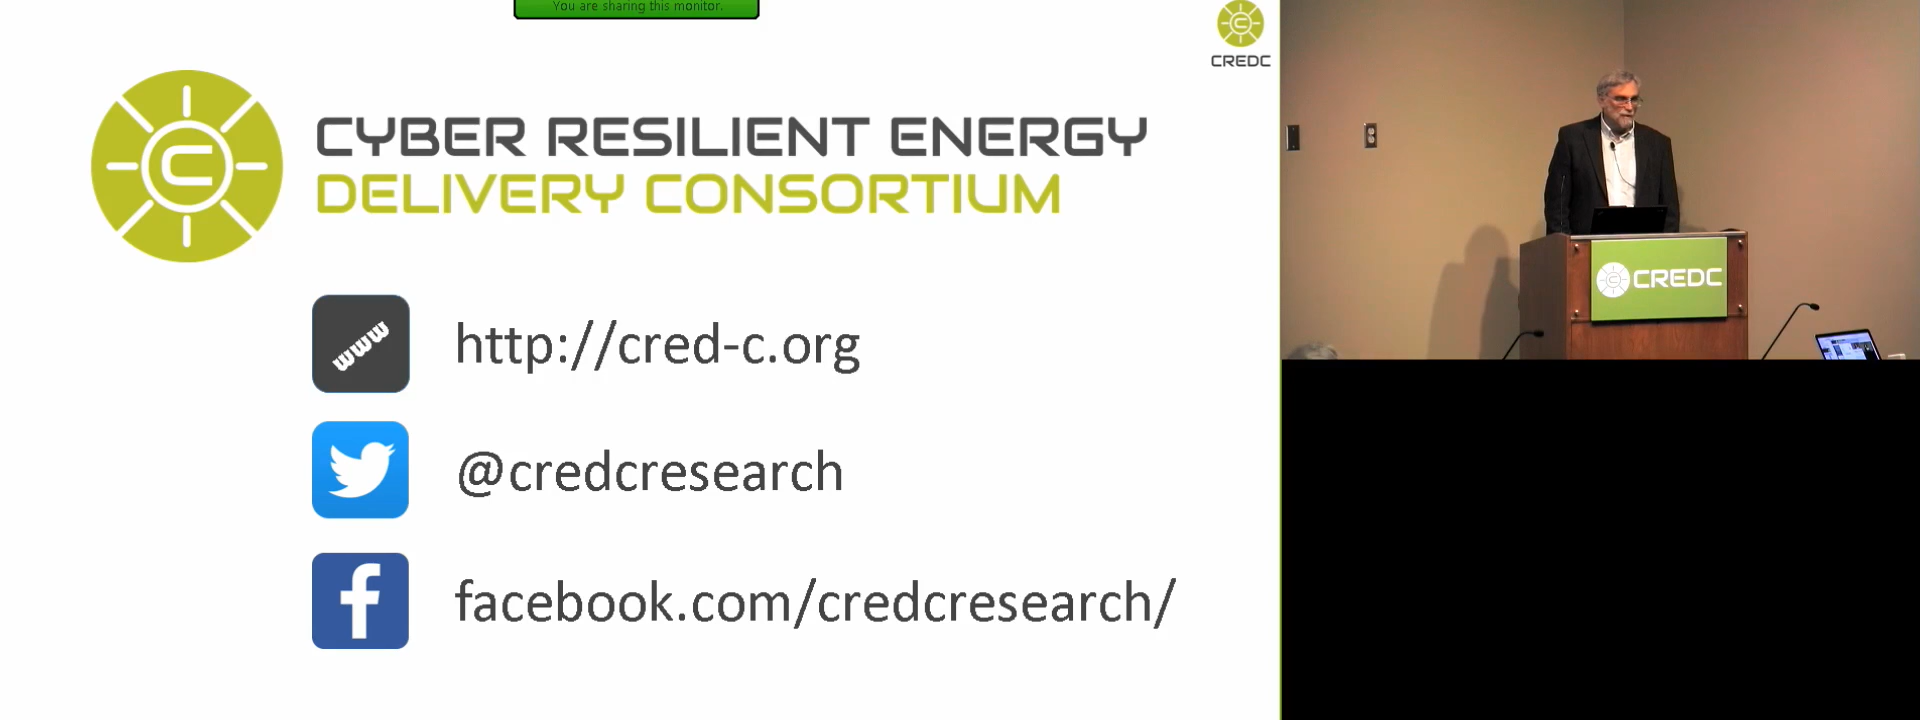 You are sharing this monitor.
CREDC
C
CYBER RESILIENT ENERGY
DELIVERY CONSORTIUM
www
http://cred-c.org
@credcresearch
f
facebook.com/credcresearch/
CREDC